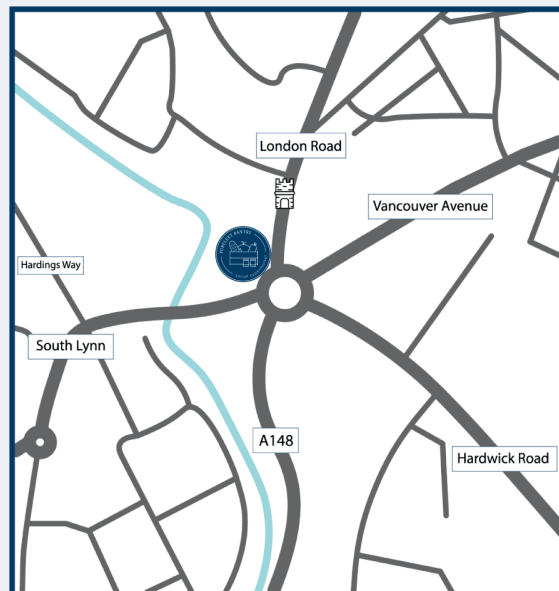 London Road
Vancouver Avenue
Hardings Way
South Lynn
A148
Hardwick Road